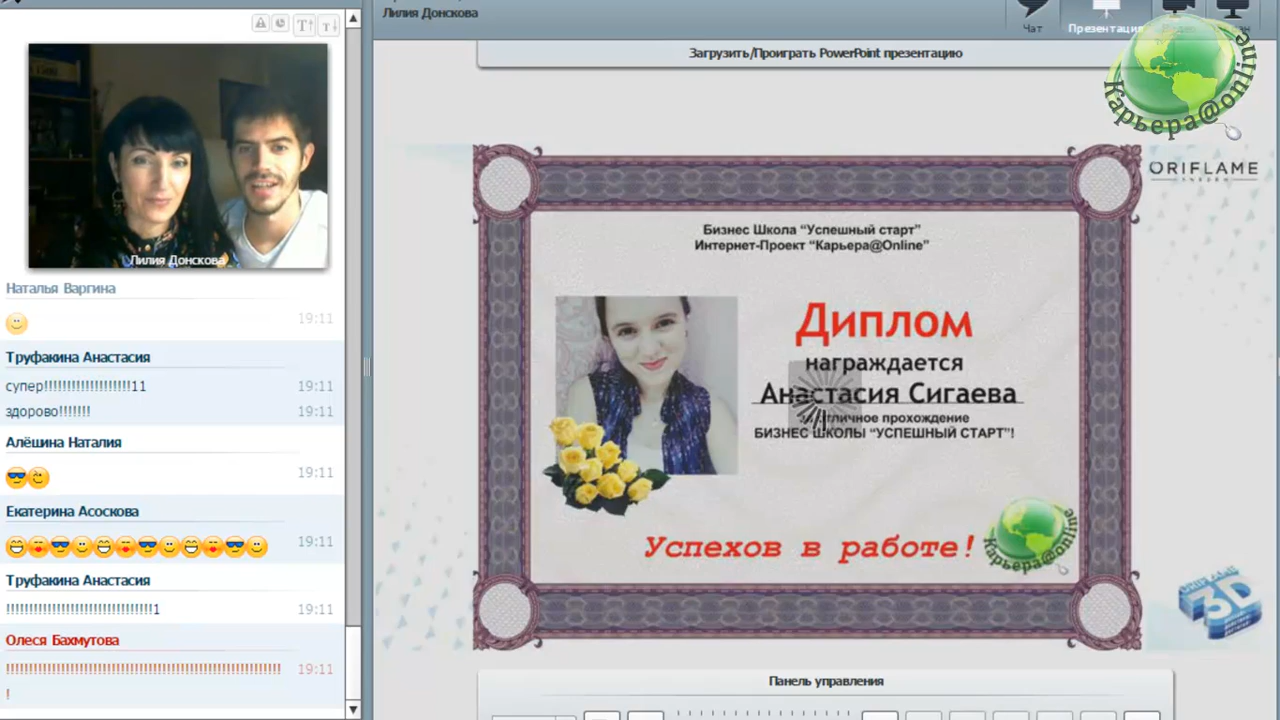 Лилия Донскова
Наталья Варгина
19:11
Труфакина Анастасия
супер!!!!!!!!!!!!!!!!!!!11 19:11
здорово!!!!!!! 19:11
Алёшина Наталия
19:11
Екатерина Асоскова
19:11
Труфакина Анастасия
!!!!!!!!!!!!!!!!!!!!!!!!!!!!!!!!1 19:11
Олеся Бахмутова
!!!!!!!!!!!!!!!!!!!!!!!!!!!!!!!!!!!!!!!!!!!!!!!!!!!!!!!!!!! 19:11
!
Лилия Донскова
Чат
Презентация
Загрузить/Проиграть PowerPoint презентацию
Карьера@online
ORIFLAME
SWEDEN
Бизнес Школа “Успешный старт”
Интернет-Проект “Карьера@Online”
Диплом
награждается
Анастасия Сигаева
отличное прохождение
БИЗНЕС ШКОЛЫ “УСПЕШНЫЙ СТАРТ”!
Успехов в работе!
Карьера@online
3D
Панель управления